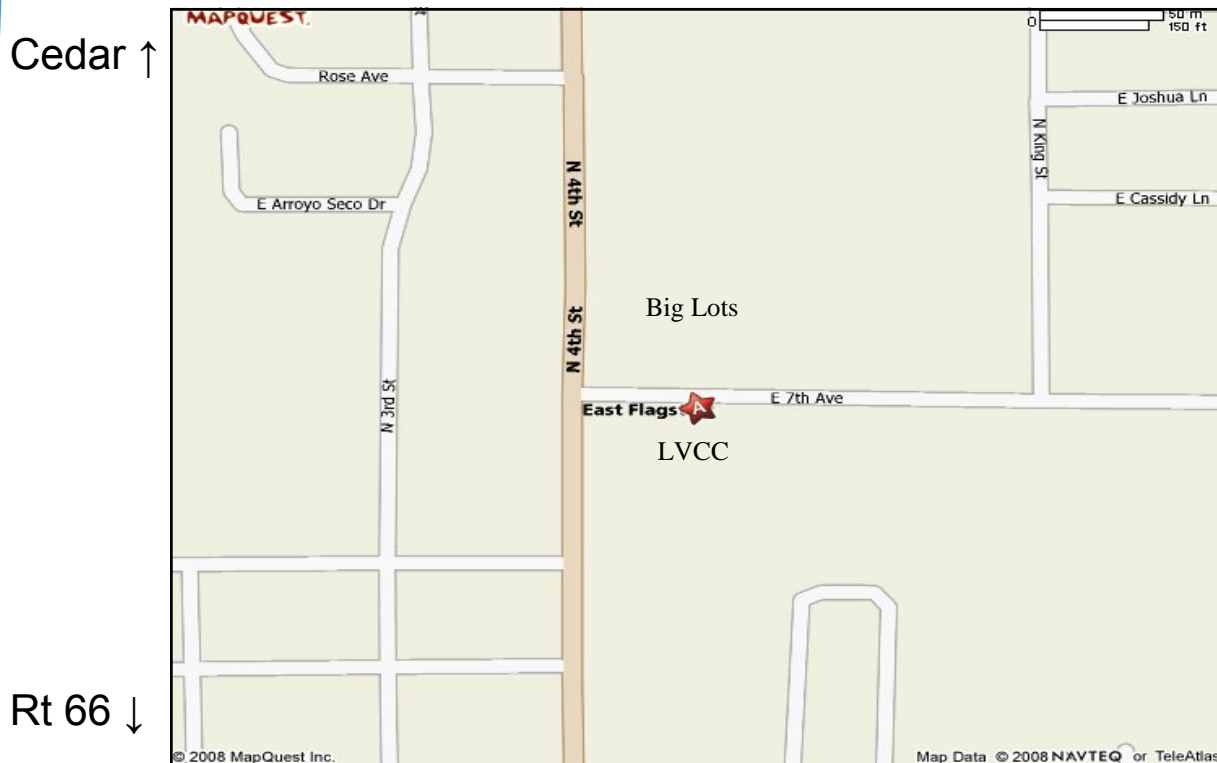 MAPQUEST.
0
50 m
150 ft
Cedar ↑
Rose Ave
E Joshua Ln
N King St
N 4th St
E Cassidy Ln
E Arroyo Seco Dr
Big Lots
N 4th St
N 3rd St
E 7th Ave
East Flags
A
LVCC
Rt 66 ↓
© 2008 MapQuest Inc.
Map Data © 2008 NAVTEQ or TeleAtlas